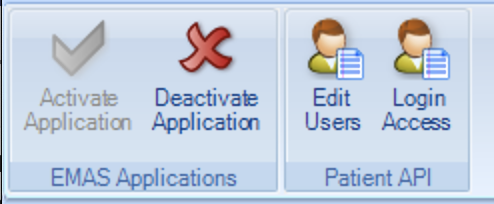 Activate Application
Deactivate Application
Edit Users
Login Access
EMAS Applications
Patient API